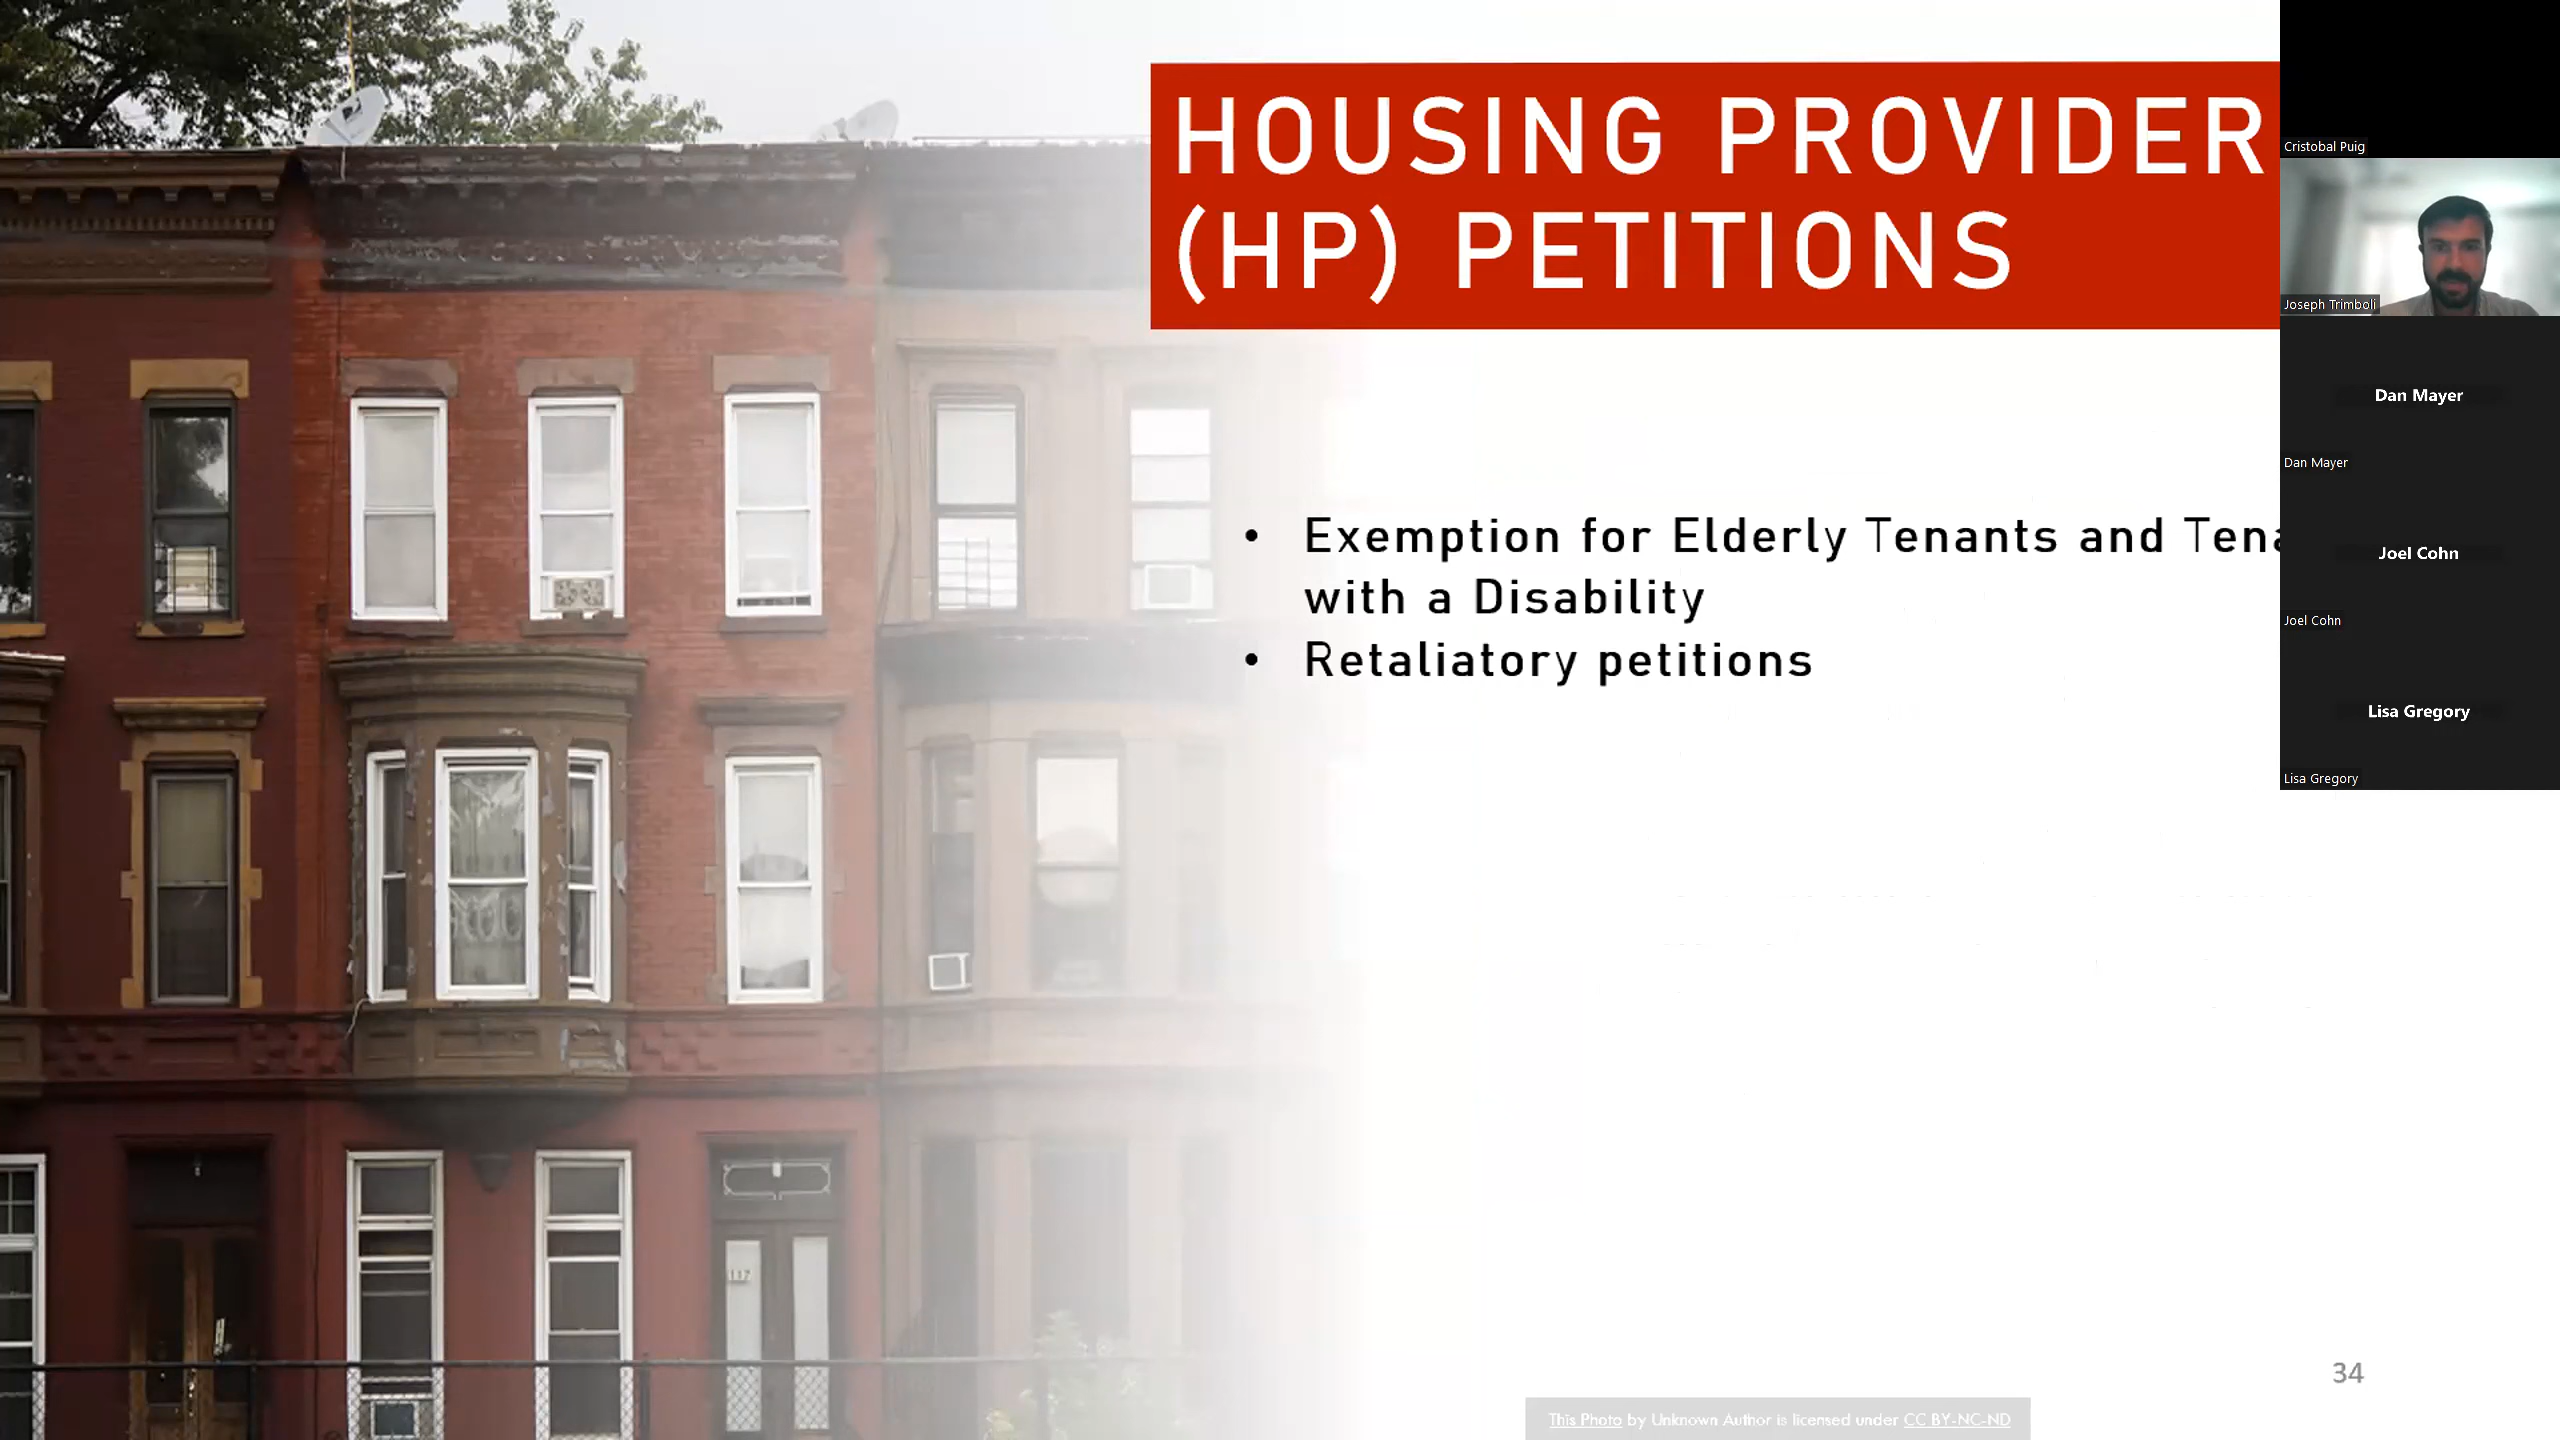 HOUSING PROVIDER
(HP) PETITIONS
• Exemption for Elderly Tenants and Tena
with a Disability
• Retaliatory petitions
Cristobal Puig
Joseph Trimboli
Dan Mayer
Dan Mayer
Joel Cohn
Joel Cohn
Lisa Gregory
Lisa Gregory
117
34
This Photo by Unknown Author is licensed under CC BY-NC-ND